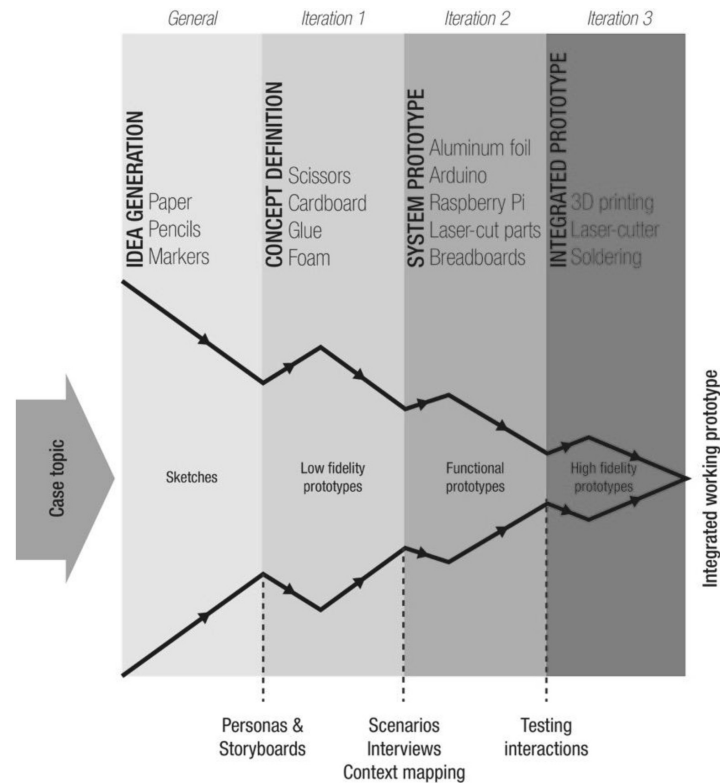 General
Iteration 1
Iteration 2
Iteration 3
IDEA GENERATION
Paper
Pencils
Markers
CONCEPT DEFINITION
Scissors
Cardboard
Glue
Foam
SYSTEM PROTOTYPE
Aluminum foil
Arduino
Raspberry Pi
Laser-cut parts
Breadboards
INTEGRATED PROTOTYPE
3D printing
Laser-cutter
Soldering
Case topic
Sketches
Low fidelity
prototypes
Functional
prototypes
High fidelity
prototypes
Integrated working prototype
Personas &
Storyboards
Scenarios
Interviews
Context mapping
Testing
interactions